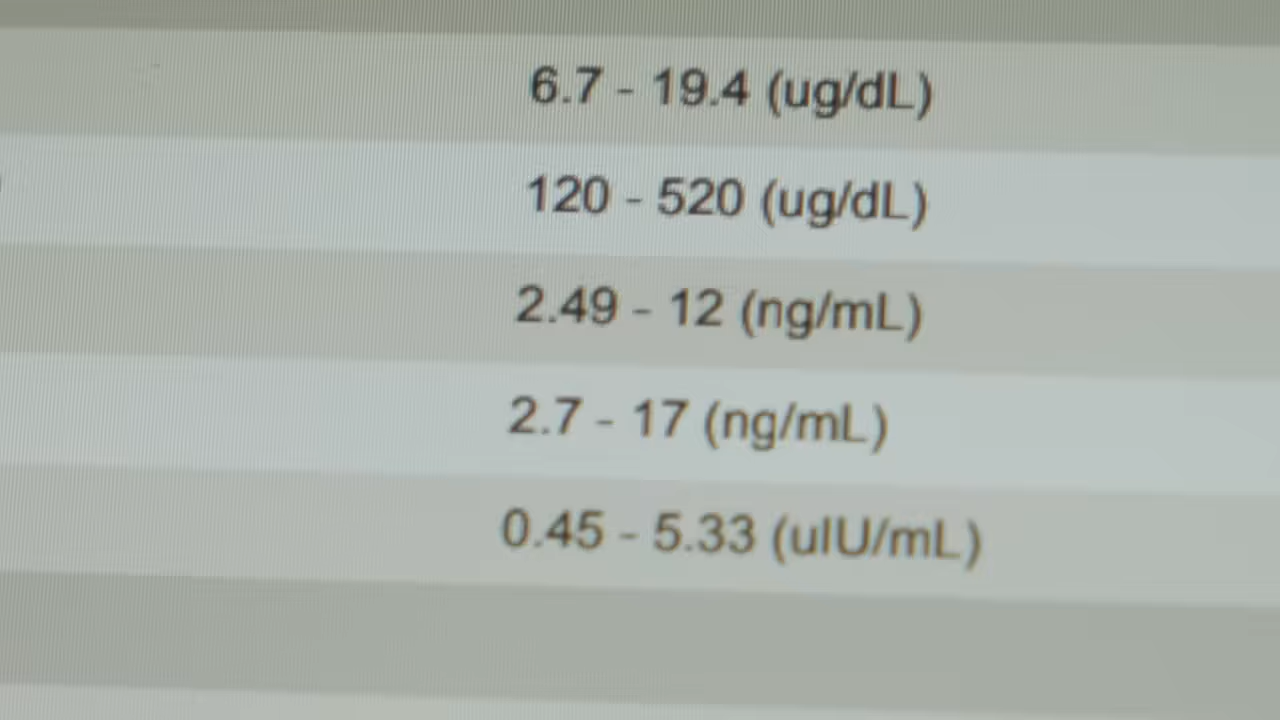 6.7 - 19.4 (ug/dL)
120 - 520 (ug/dL)
2.49 - 12 (ng/mL)
2.7 - 17 (ng/mL)
0.45 - 5.33 (uIU/mL)